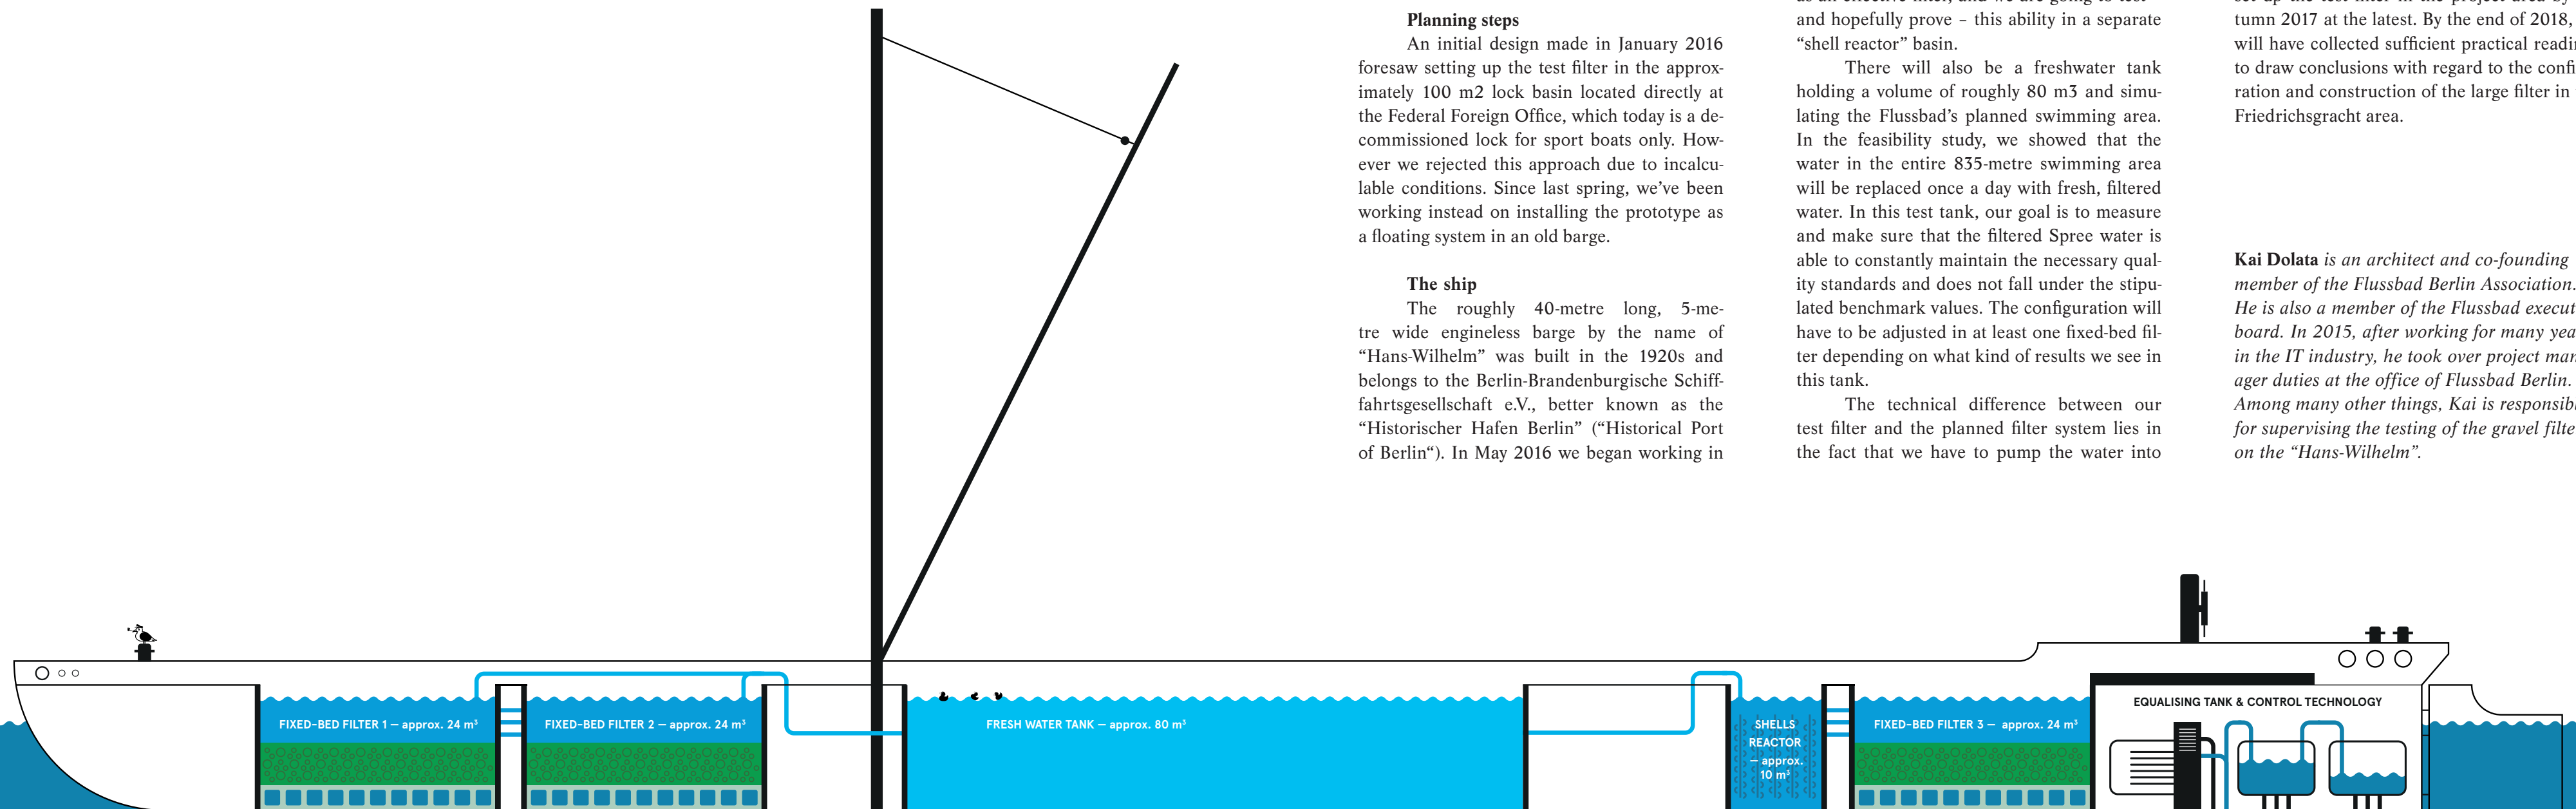 Planning steps
An initial design made in January 2016
foresaw setting up the test filter in the approx-
imately 100 m2 lock basin located directly at
the Federal Foreign Office, which today is a de-
commissioned lock for sport boats only. How-
ever we rejected this approach due to incalcu-
lable conditions. Since last spring, we’ve been
working instead on installing the prototype as
a floating system in an old barge.
The ship
The roughly 40-metre long, 5-me-
tre wide engineless barge by the name of
“Hans-Wilhelm” was built in the 1920s and
belongs to the Berlin-Brandenburgische Schiff-
fahrtsgesellschaft e.V., better known as the
“Historischer Hafen Berlin” (“Historical Port
of Berlin“). In May 2016 we began working in
and hopefully prove – this ability in a separate
“shell reactor” basin.
There will also be a freshwater tank
holding a volume of roughly 80 m3 and simu-
lating the Flussbad’s planned swimming area.
In the feasibility study, we showed that the
water in the entire 835-metre swimming area
will be replaced once a day with fresh, filtered
water. In this test tank, our goal is to measure
and make sure that the filtered Spree water is
able to constantly maintain the necessary qual-
ity standards and does not fall under the stipu-
lated benchmark values. The configuration will
have to be adjusted in at least one fixed-bed fil-
ter depending on what kind of results we see in
this tank.
The technical difference between our
test filter and the planned filter system lies in
the fact that we have to pump the water into
tumn 2017 at the latest. By the end of 2018,
will have collected sufficient practical readi
to draw conclusions with regard to the confi
ration and construction of the large filter in
Friedrichsgracht area.
Kai Dolata is an architect and co-founding
member of the Flussbad Berlin Association.
He is also a member of the Flussbad execut
board. In 2015, after working for many yea
in the IT industry, he took over project man
ager duties at the office of Flussbad Berlin.
Among many other things, Kai is responsib
for supervising the testing of the gravel filte
on the “Hans-Wilhelm”.
FIXED-BED FILTER 1 – approx. 24 m³
FIXED-BED FILTER 2 – approx. 24 m³
FRESH WATER TANK – approx. 80 m³
SHELLS
REACTOR
– approx.
10 m³
FIXED-BED FILTER 3 – approx. 24 m³
EQUALISING TANK & CONTROL TECHNOLOGY